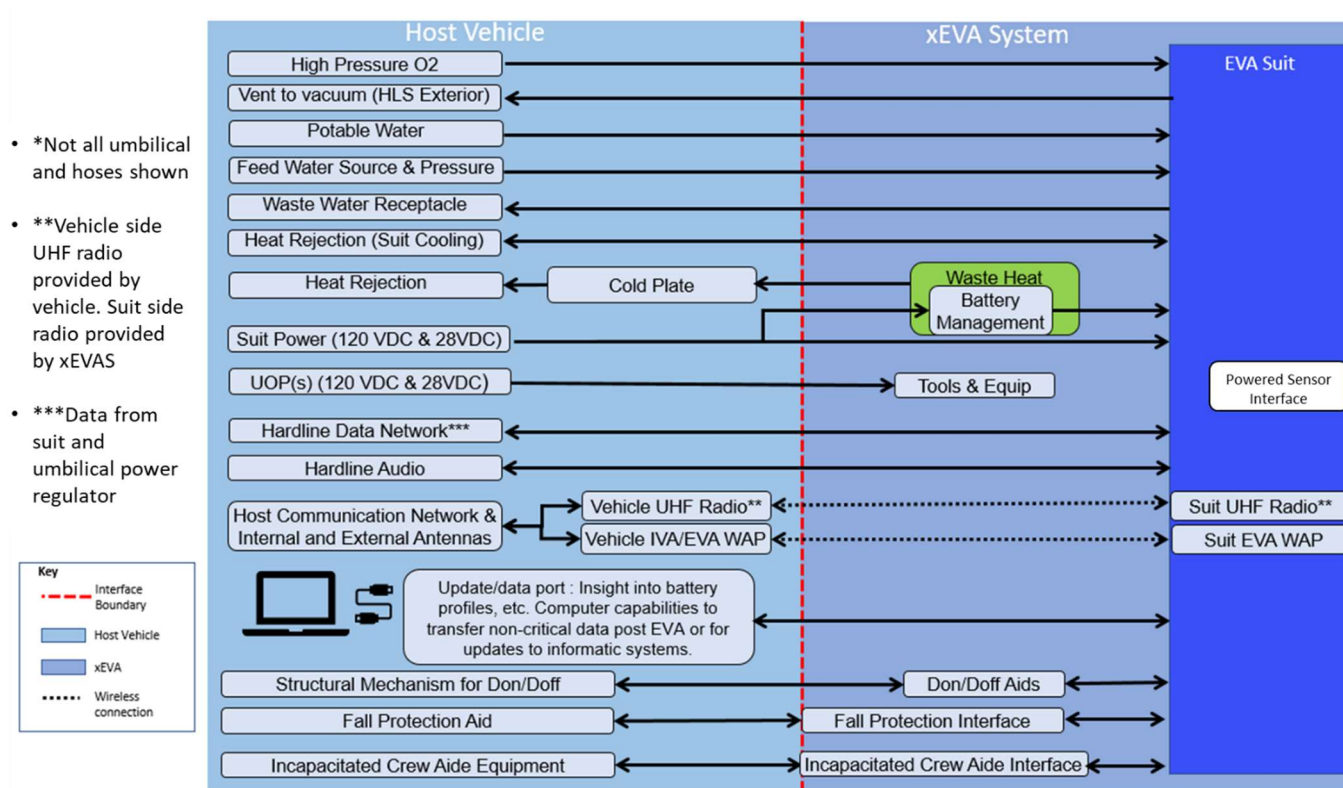 Host Vehicle
xEVA System
EVA Suit
High Pressure O2
Vent to vacuum (HLS Exterior)
Potable Water
Feed Water Source & Pressure
Waste Water Receptacle
Heat Rejection (Suit Cooling)
Heat Rejection
Cold Plate
Waste Heat
Battery
Management
Suit Power (120 VDC & 28VDC)
UOP(s) (120 VDC & 28VDC)
Tools & Equip
Powered Sensor
Interface
Hardline Data Network***
Hardline Audio
Host Communication Network &
Internal and External Antennas
Vehicle UHF Radio**
Suit UHF Radio**
Vehicle IVA/EVA WAP
Suit EVA WAP
Update/data port : Insight into battery
profiles, etc. Computer capabilities to
transfer non-critical data post EVA or for
updates to informatic systems.
Structural Mechanism for Don/Doff
Don/Doff Aids
Fall Protection Aid
Fall Protection Interface
Incapacitated Crew Aide Equipment
Incapacitated Crew Aide Interface
• *Not all umbilical
and hoses shown
• **Vehicle side
UHF radio
provided by
vehicle. Suit side
radio provided
by xEVAS
• ***Data from
suit and
umbilical power
regulator
Key
Interface
Boundary
Host Vehicle
xEVA
Wireless
connection